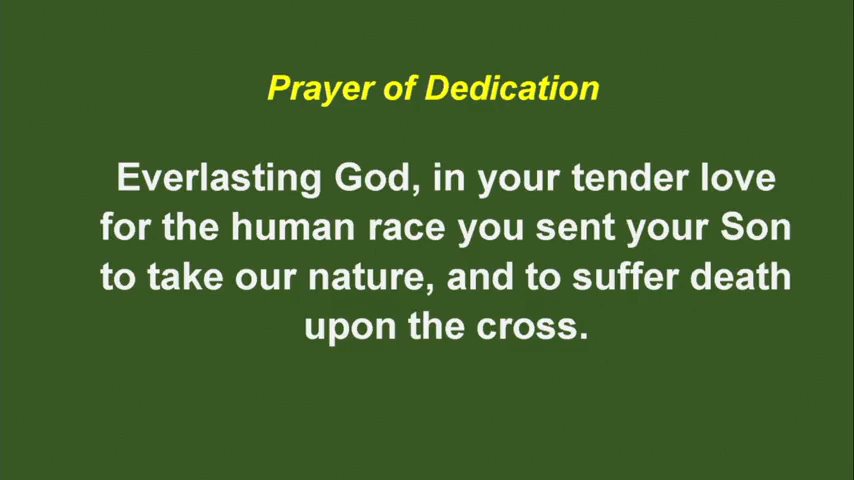 Prayer of Dedication
Everlasting God, in your tender love
for the human race you sent your Son
to take our nature, and to suffer death
upon the cross.